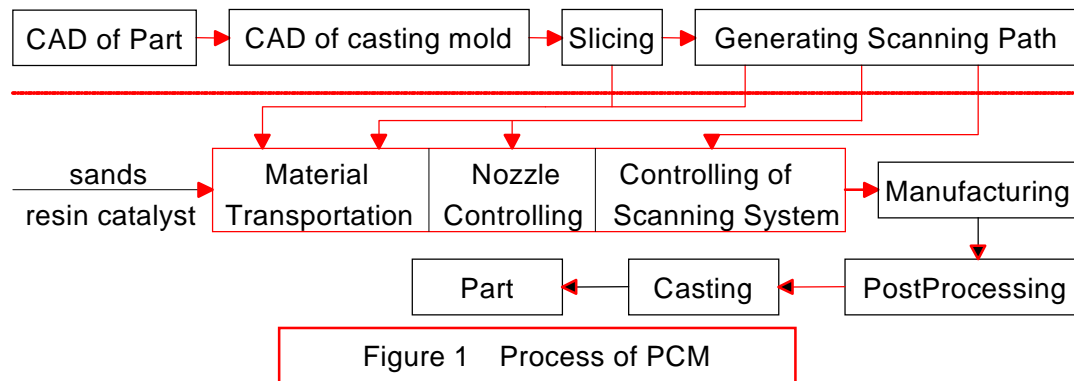 CAD of Part
CAD of casting mold
Slicing
Generating Scanning Path
sands
resin catalyst
Material
Transportation
Nozzle
Controlling
Controlling of
Scanning System
Manufacturing
Part
Casting
PostProcessing
Figure 1 Process of PCM